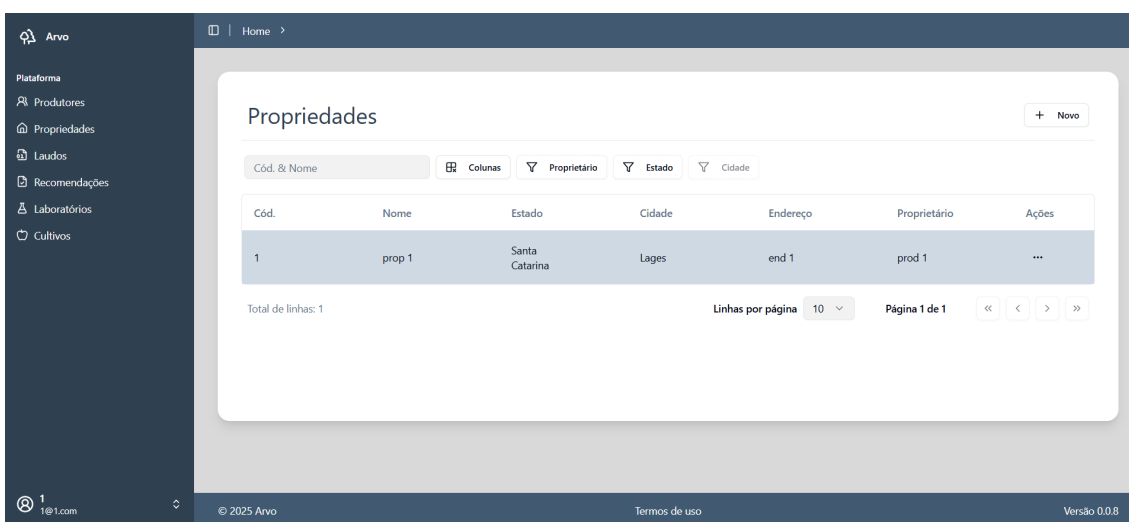 Arvo
Plataforma
Produtores
Propriedades
Laudos
Recomendações
Laboratórios
Cultivos
1
1@1.com
Home
Propriedades
Novo
Cód. & Nome
Colunas
Proprietário
Estado
Cidade
Cód. Nome Estado Cidade Endereço Proprietário Ações
1 prop 1 Santa Catarina Lages end 1 prod 1 ...
Total de linhas: 1
Linhas por página 10
Página 1 de 1
© 2025 Arvo
Termos de uso
Versão 0.0.8